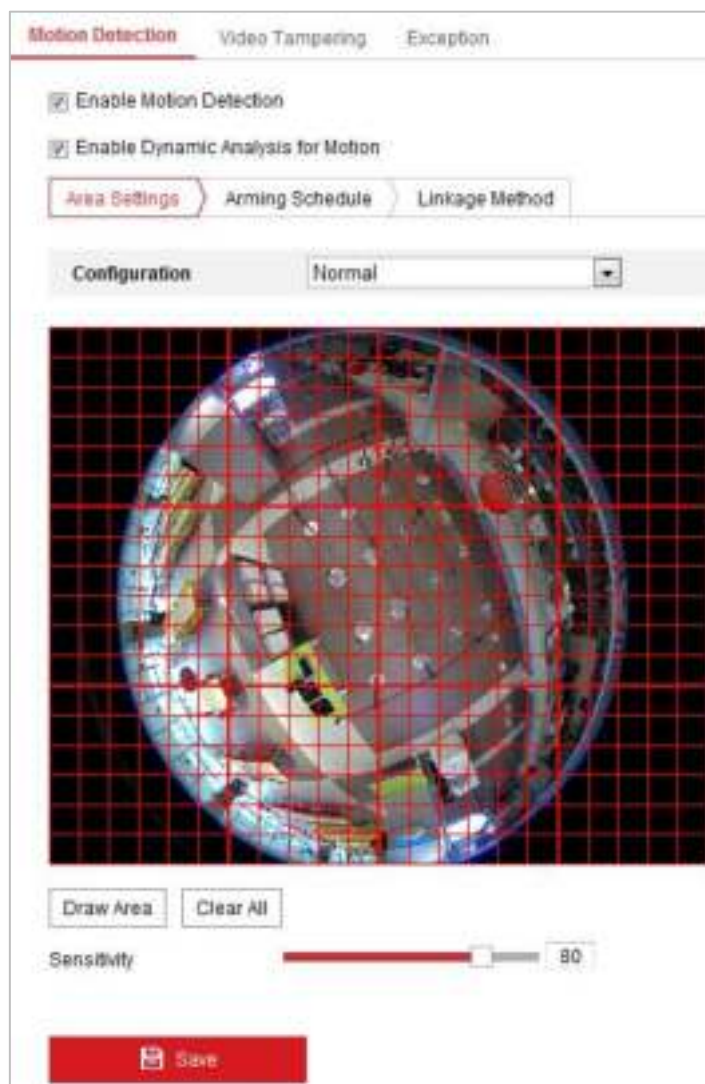 Motion Detection Video Tampering Exception
Enable Motion Detection
Enable Dynamic Analysis for Motion
Area Settings Arming Schedule Linkage Method
Configuration Normal
Draw Area Clear All
Sensitivity 80
Save